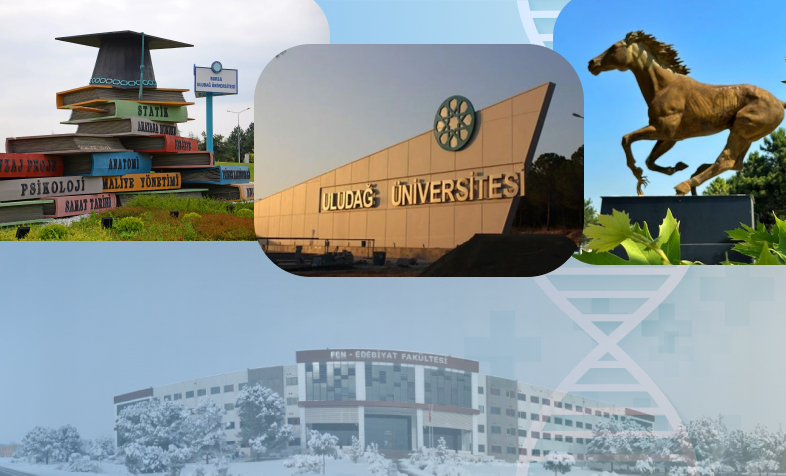 BURSA
ULUDAĞ ÜNİVERSİTESİ
STATİK
ANATOMİ
PSİKOLOJİ
MALİYE YÖNETİMİ
SANAT TARİHİ
ULUDAĞ ÜNİVERSİTESİ
FEN - EDEBİYAT FAKÜLTESİ